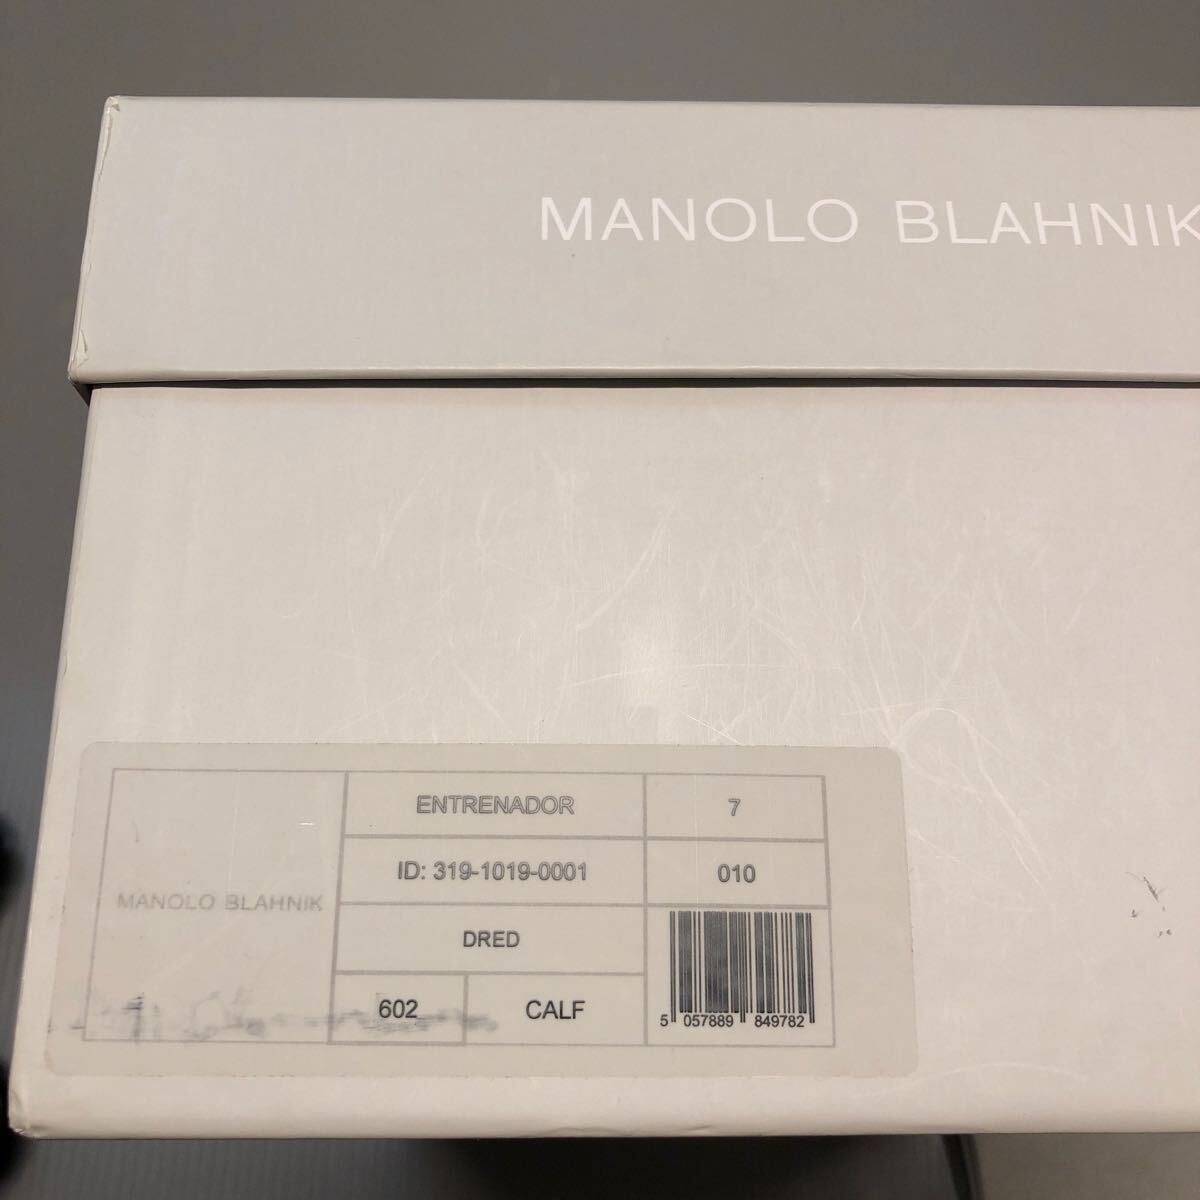 MANOLO BLAHNIK
MANOLO BLAHNIK
ENTRENADOR
7
ID: 319-1019-0001
010
DRED
602
CALF
5 057889 849782